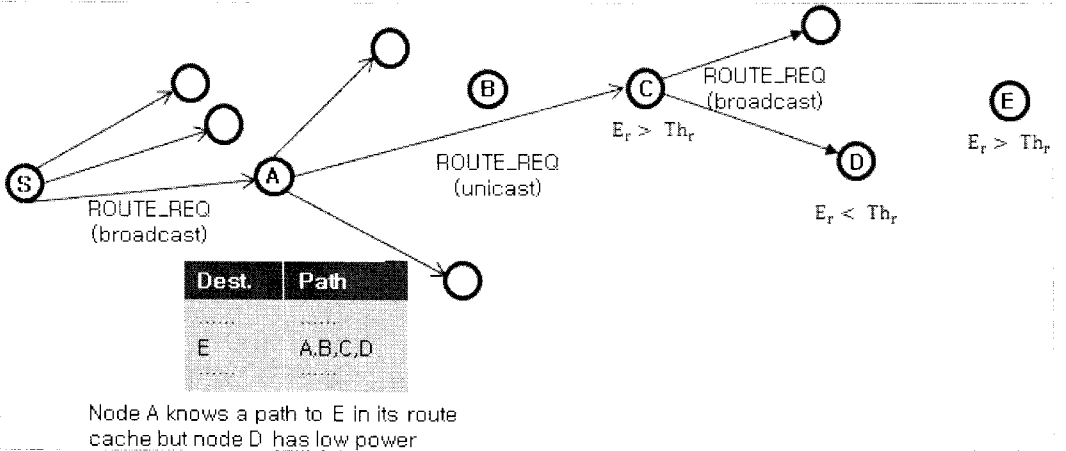 B
C
ROUTE_REQ
(broadcast)
E
E_r > Th_r
E_r > Th_r
ROUTE_REQ
(unicast)
D
S
A
E_r < Th_r
ROUTE_REQ
(broadcast)
Dest. Path
...... ......
E A,B,C,D
...... ......
Node A knows a path to E in its route
cache but node D has low power